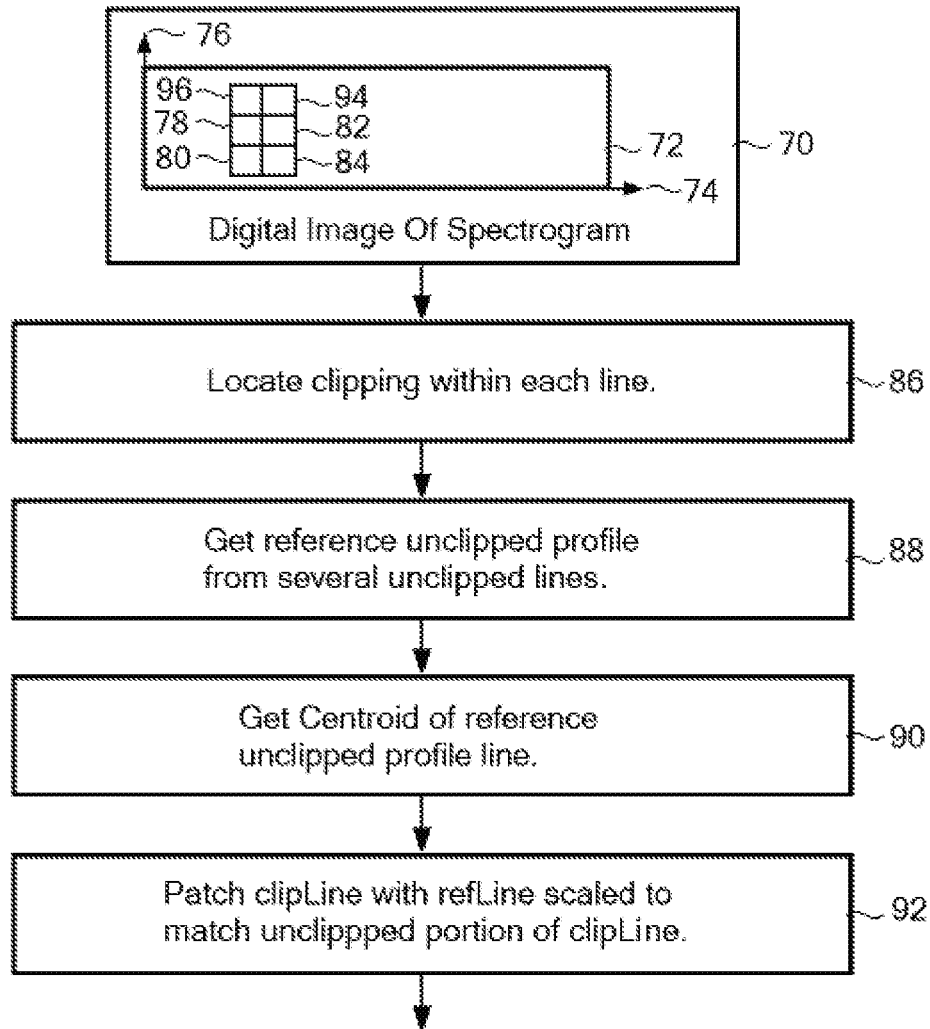 76
96 94
78 82
80 84
72
70
74
Digital Image Of Spectrogram
Locate clipping within each line.
86
Get reference unclipped profile
from several unclipped lines.
88
Get Centroid of reference
unclipped profile line.
90
Patch clipLine with refLine scaled to
match unclippped portion of clipLine.
92